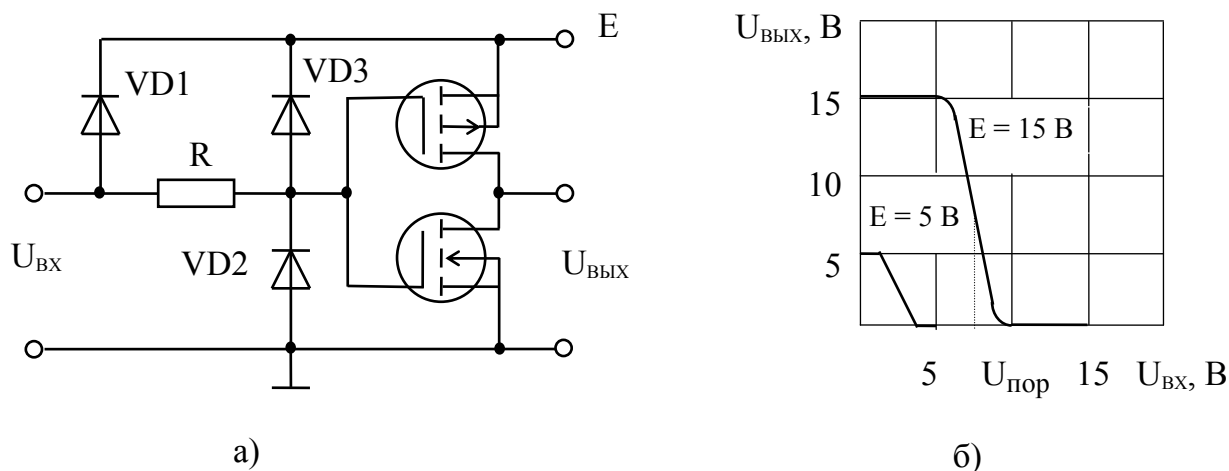 E
VD1
VD3
R
U_ВХ
VD2
U_ВЫХ
а)
U_ВЫХ, В
15
E = 15 В
10
E = 5 В
5
5 U_пор 15 U_ВХ, В
б)